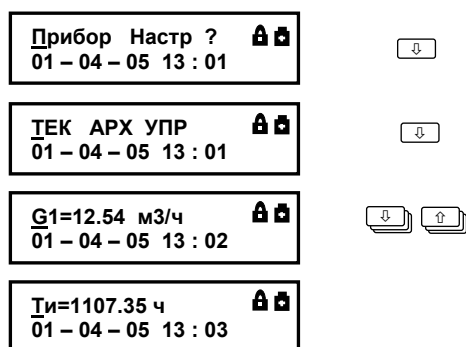 Прибор Настр ?
01 – 04 – 05 13 : 01
ТЕК АРХ УПР
01 – 04 – 05 13 : 01
G1=12.54 м3/ч
01 – 04 – 05 13 : 02
Tи=1107.35 ч
01 – 04 – 05 13 : 03